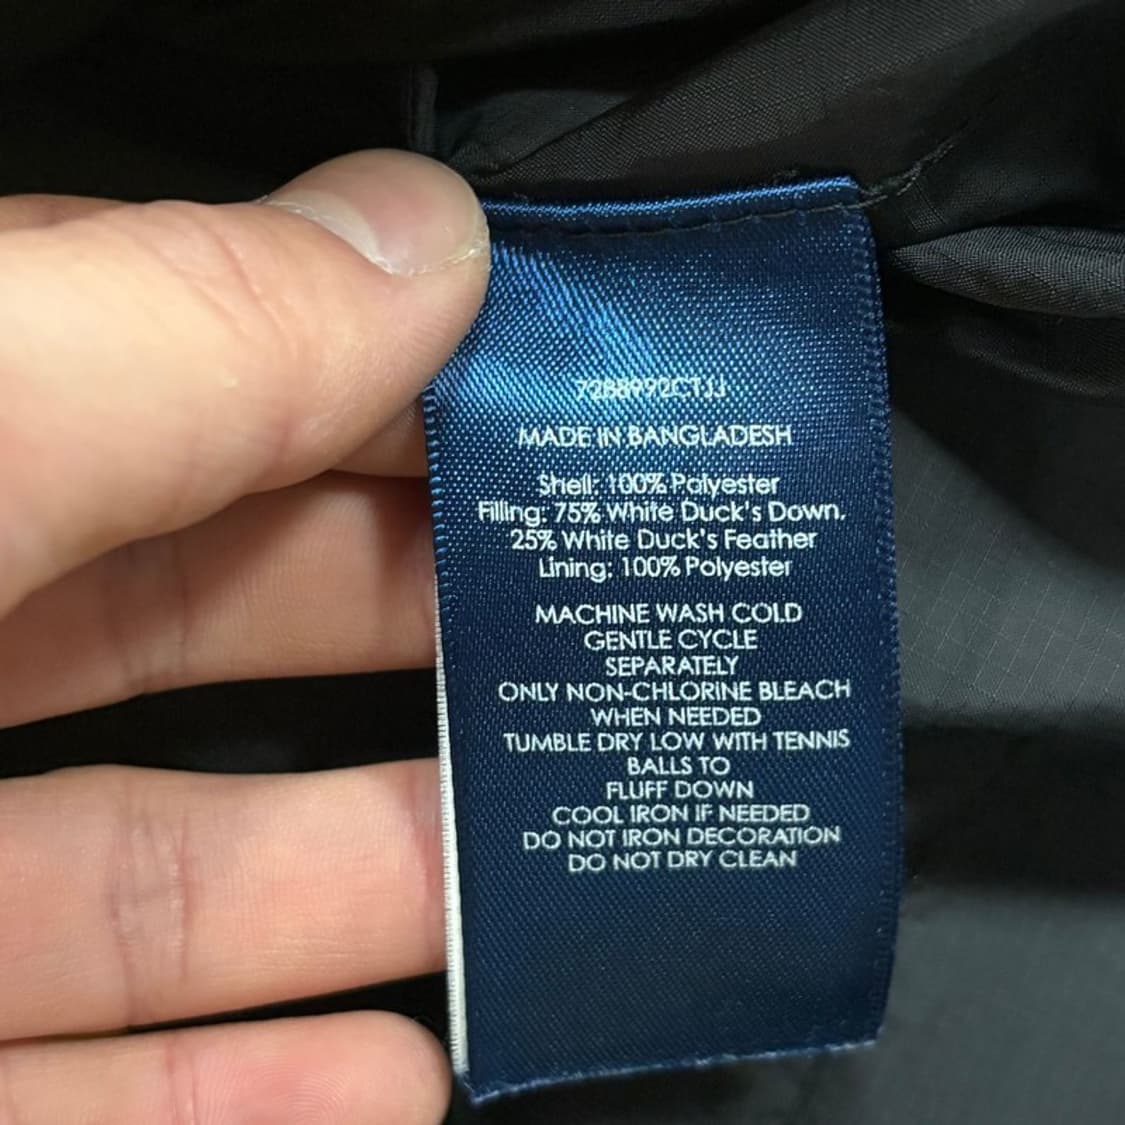 7288992CTJJ
MADE IN BANGLADESH
Shell: 100% Polyester
Filling: 75% White Duck's Down,
25% White Duck's Feather
Lining: 100% Polyester
MACHINE WASH COLD
GENTLE CYCLE
SEPARATELY
ONLY NON-CHLORINE BLEACH
WHEN NEEDED
TUMBLE DRY LOW WITH TENNIS
BALLS TO
FLUFF DOWN
COOL IRON IF NEEDED
DO NOT IRON DECORATION
DO NOT DRY CLEAN